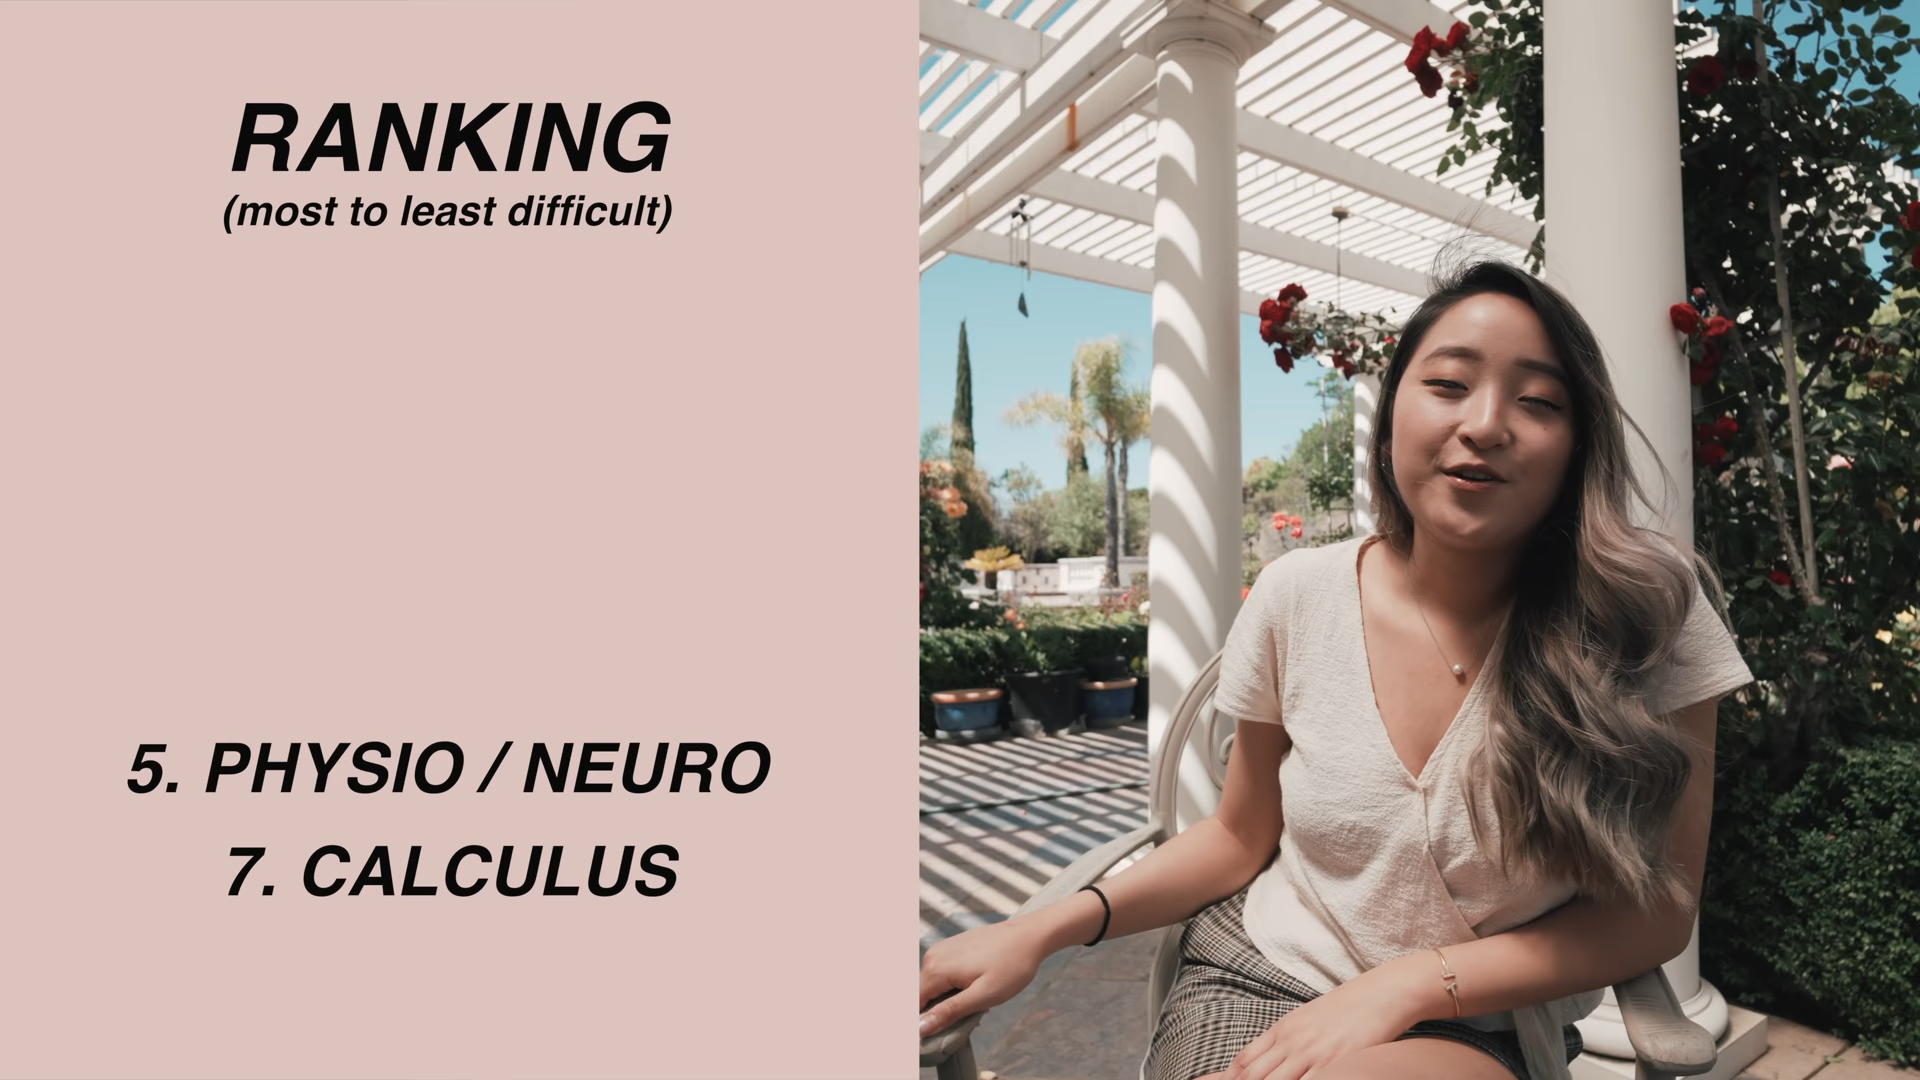 RANKING
(most to least difficult)
5. PHYSIO / NEURO
7. CALCULUS